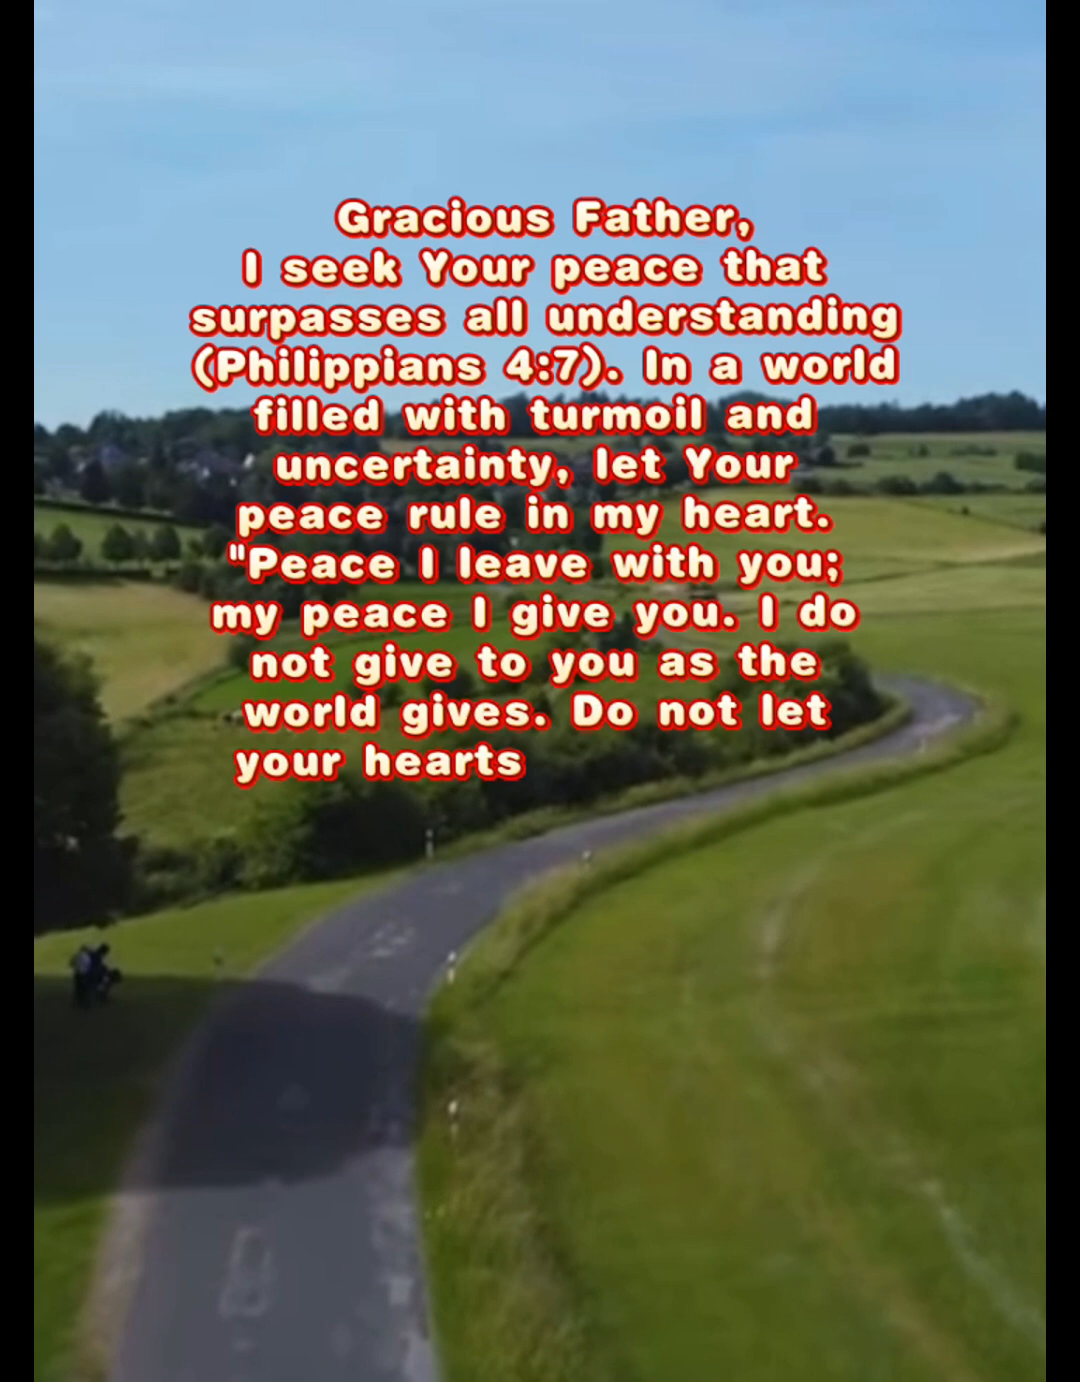 Gracious Father,
I seek Your peace that
surpasses all understanding
(Philippians 4:7). In a world
filled with turmoil and
uncertainty, let Your
peace rule in my heart.
"Peace I leave with you;
my peace I give you. I do
not give to you as the
world gives. Do not let
your hearts